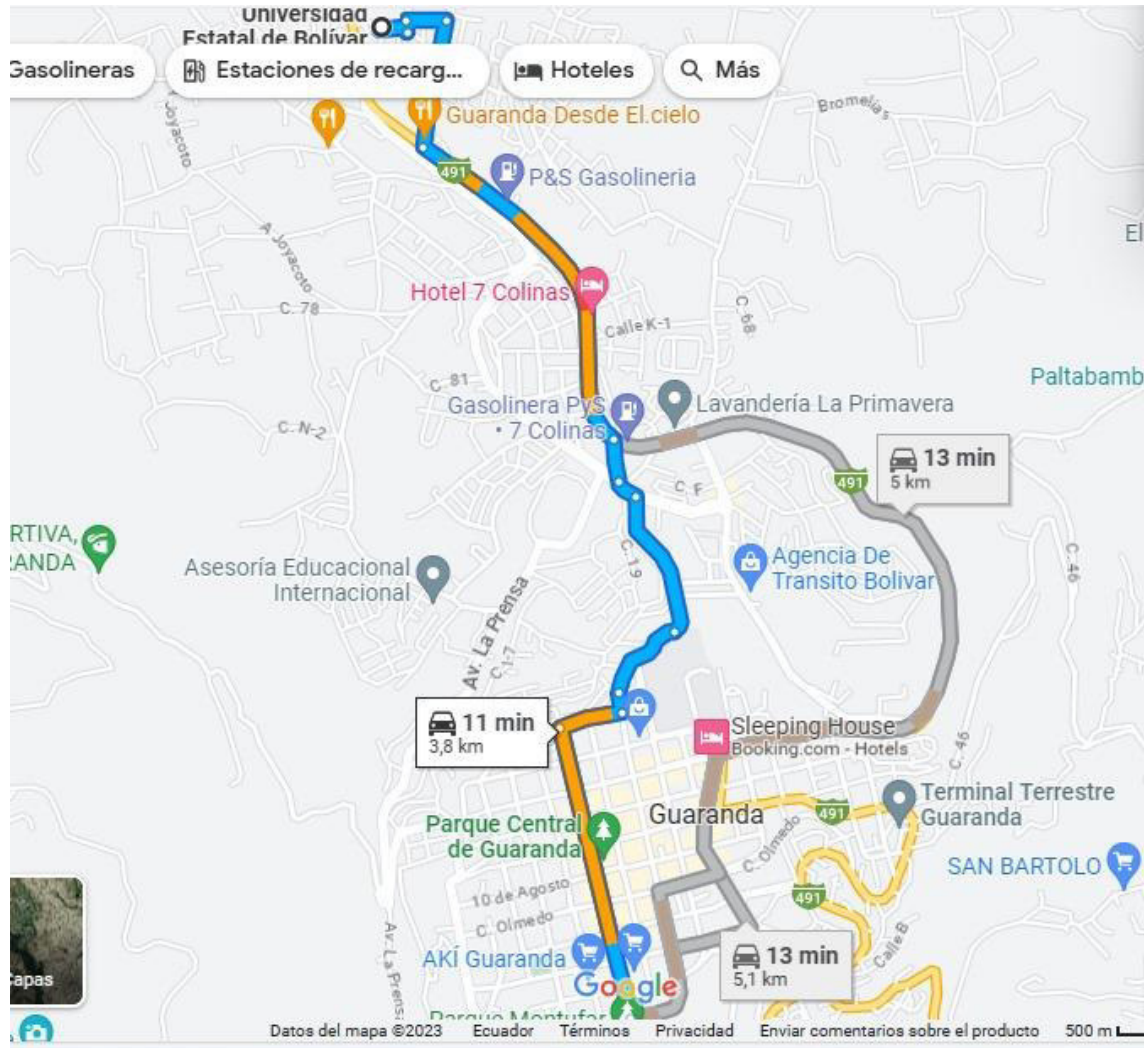 Universidad
Estatal de Bolívar
Gasolineras
Estaciones de recarg...
Hoteles
Más
Joyacoto
Bromelias
Guaranda Desde El.cielo
491
P&S Gasolineria
El
A Joyacoto
Hotel 7 Colinas
C. 78
C. 68
Calle K-1
C. 81
Paltabamb
Gasolinera PyS
• 7 Colinas
Lavandería La Primavera
C. N-2
13 min
5 km
491
C. F
RTIVA,
RANDA
Asesoría Educacional
Internacional
C. 19
Agencia De
Transito Bolivar
C. 46
Av. La Prensa
C. 1-7
11 min
3,8 km
Sleeping House
Booking.com - Hotels
C. 46
Terminal Terrestre
Guaranda
Guaranda
491
Parque Central
de Guaranda
C. Olmedo
SAN BARTOLO
10 de Agosto
491
C. Olmedo
Calle B
Av. La Prensa
AKÍ Guaranda
13 min
5,1 km
Capas
Google
Parque Montufar
Datos del mapa ©2023
Ecuador
Términos
Privacidad
Enviar comentarios sobre el producto
500 m